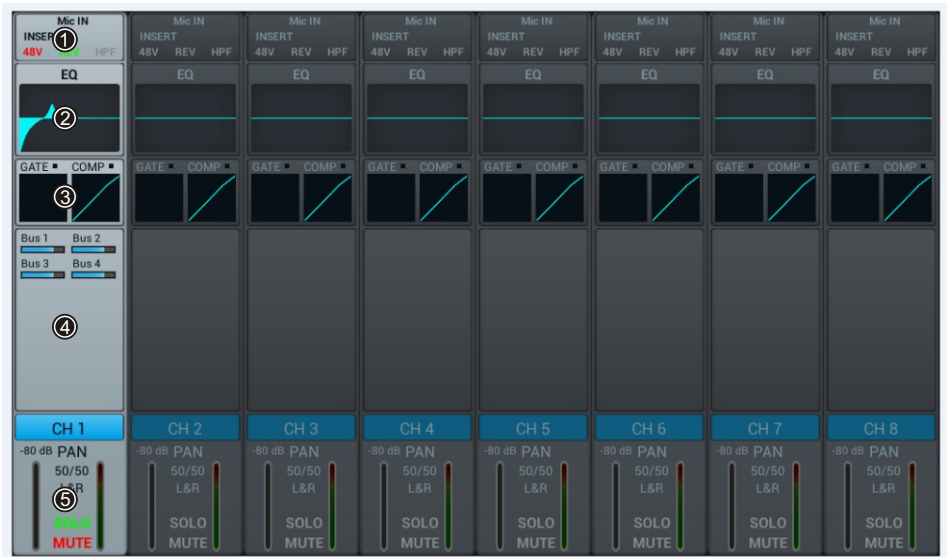 Mic IN Mic IN Mic IN Mic IN Mic IN Mic IN Mic IN Mic IN
① INSERT INSERT INSERT INSERT INSERT INSERT INSERT
48V HPF 48V REV HPF 48V REV HPF 48V REV HPF 48V REV HPF 48V REV HPF 48V REV HPF 48V REV HPF
EQ EQ EQ EQ EQ EQ EQ EQ
②
GATE COMP GATE COMP GATE COMP GATE COMP GATE COMP GATE COMP GATE COMP GATE COMP
③
Bus 1 Bus 2
Bus 3 Bus 4
④
CH 1 CH 2 CH 3 CH 4 CH 5 CH 6 CH 7 CH 8
-80 dB PAN -80 dB PAN -80 dB PAN -80 dB PAN -80 dB PAN -80 dB PAN -80 dB PAN -80 dB PAN
50/50 50/50 50/50 50/50 50/50 50/50 50/50 50/50
L&R L&R L&R L&R L&R L&R L&R L&R
⑤
SOLO SOLO SOLO SOLO SOLO SOLO SOLO SOLO
MUTE MUTE MUTE MUTE MUTE MUTE MUTE MUTE